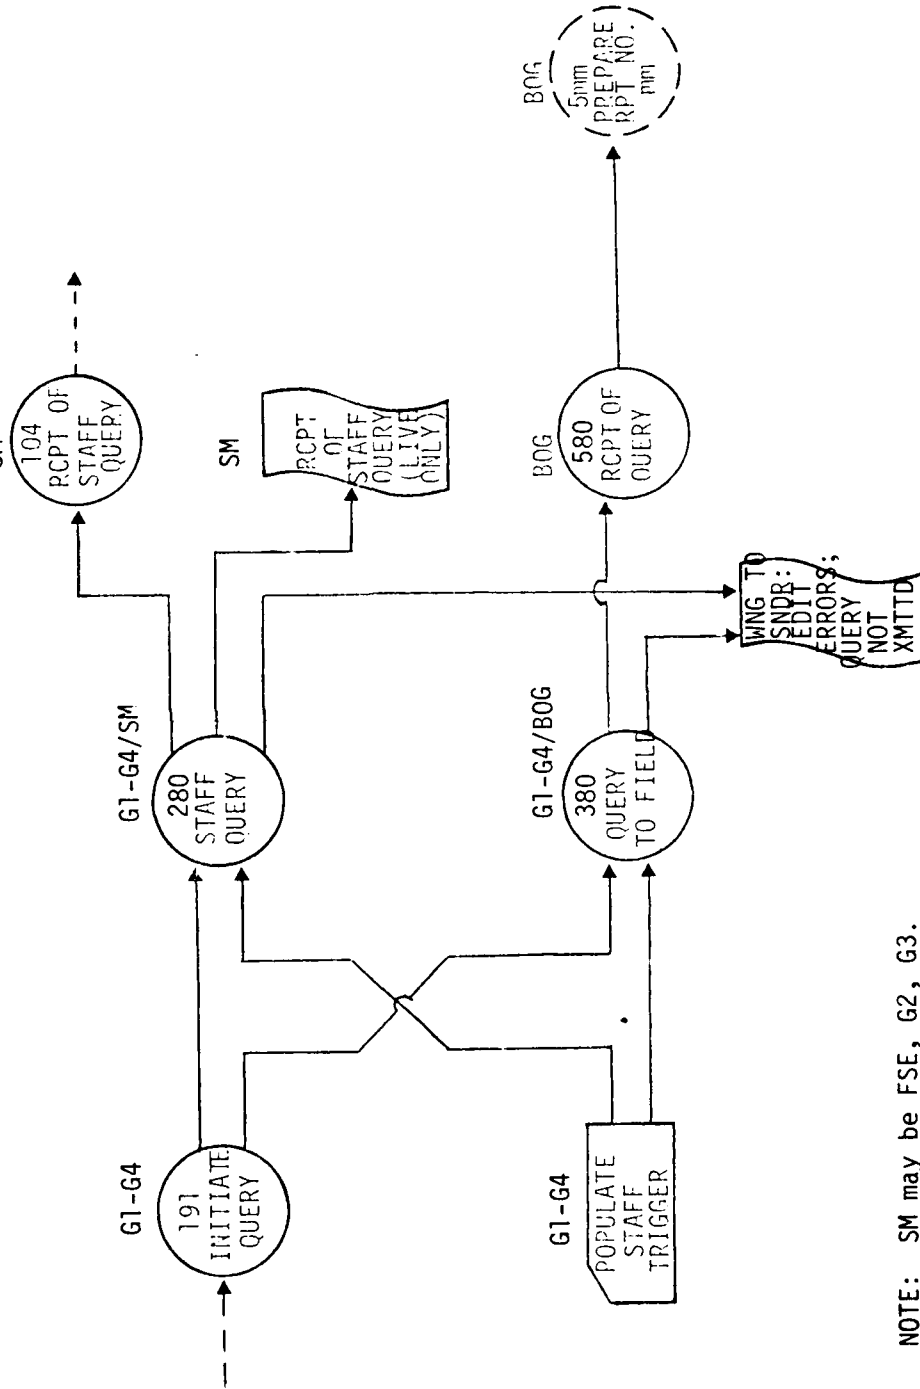 G1-G4
191
INITIATE
QUERY
G1-G4
POPULATE
STAFF
TRIGGER
G1-G4/SM
280
STAFF
QUERY
G1-G4/BOG
380
QUERY
TO FIELD
104
RCPT OF
STAFF
QUERY
SM
RCPT
OF
STAFF
QUERY
(LIVE
ONLY)
BOG
580
RCPT OF
QUERY
WNG TO
SNDR:
EDIT
ERRORS;
QUERY
NOT
XMTTD
BOG
5mm
PREPARE
RPT NO.
mm
NOTE: SM may be FSE, G2, G3.